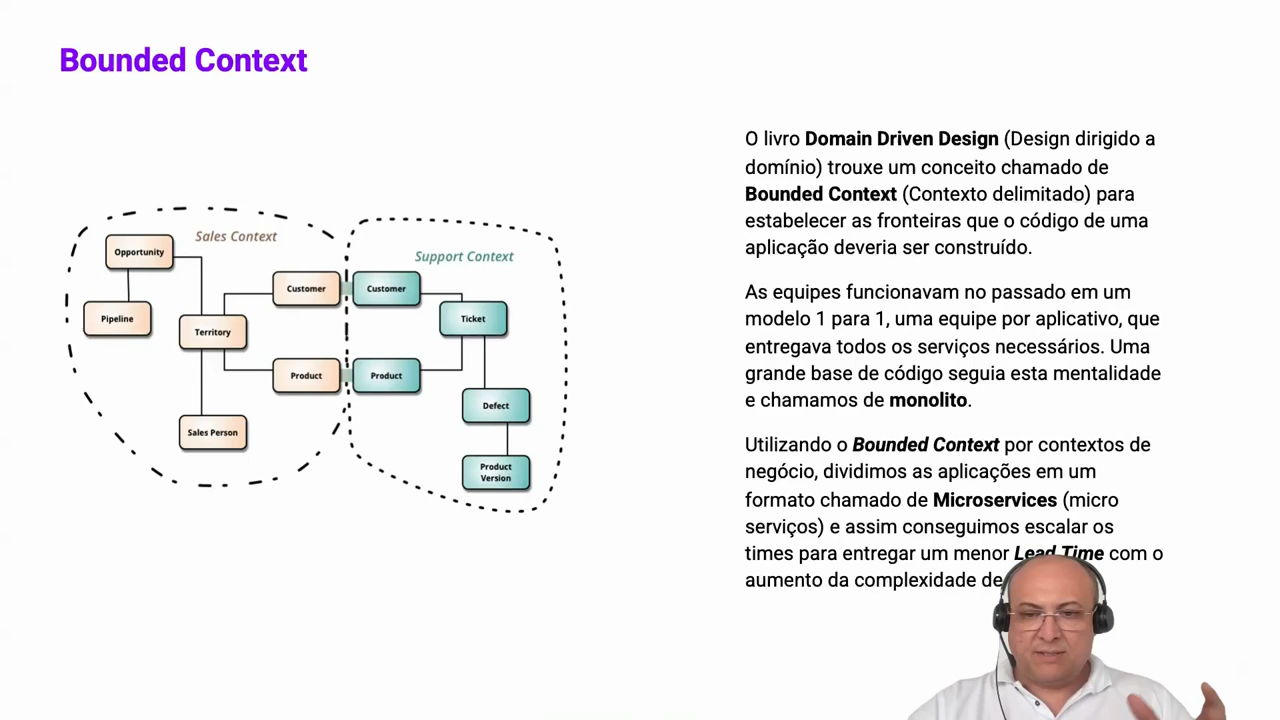 Bounded Context
Sales Context
Opportunity
Pipeline
Territory
Customer
Product
Sales Person
Support Context
Customer
Product
Ticket
Defect
Product
Version
O livro Domain Driven Design (Design dirigido a
domínio) trouxe um conceito chamado de
Bounded Context (Contexto delimitado) para
estabelecer as fronteiras que o código de uma
aplicação deveria ser construído.
As equipes funcionavam no passado em um
modelo 1 para 1, uma equipe por aplicativo, que
entregava todos os serviços necessários. Uma
grande base de código seguia esta mentalidade
e chamamos de monolito.
Utilizando o Bounded Context por contextos de
negócio, dividimos as aplicações em um
formato chamado de Microservices (micro
serviços) e assim conseguimos escalar os
times para entregar um menor Lead Time com o
aumento da complexidade de